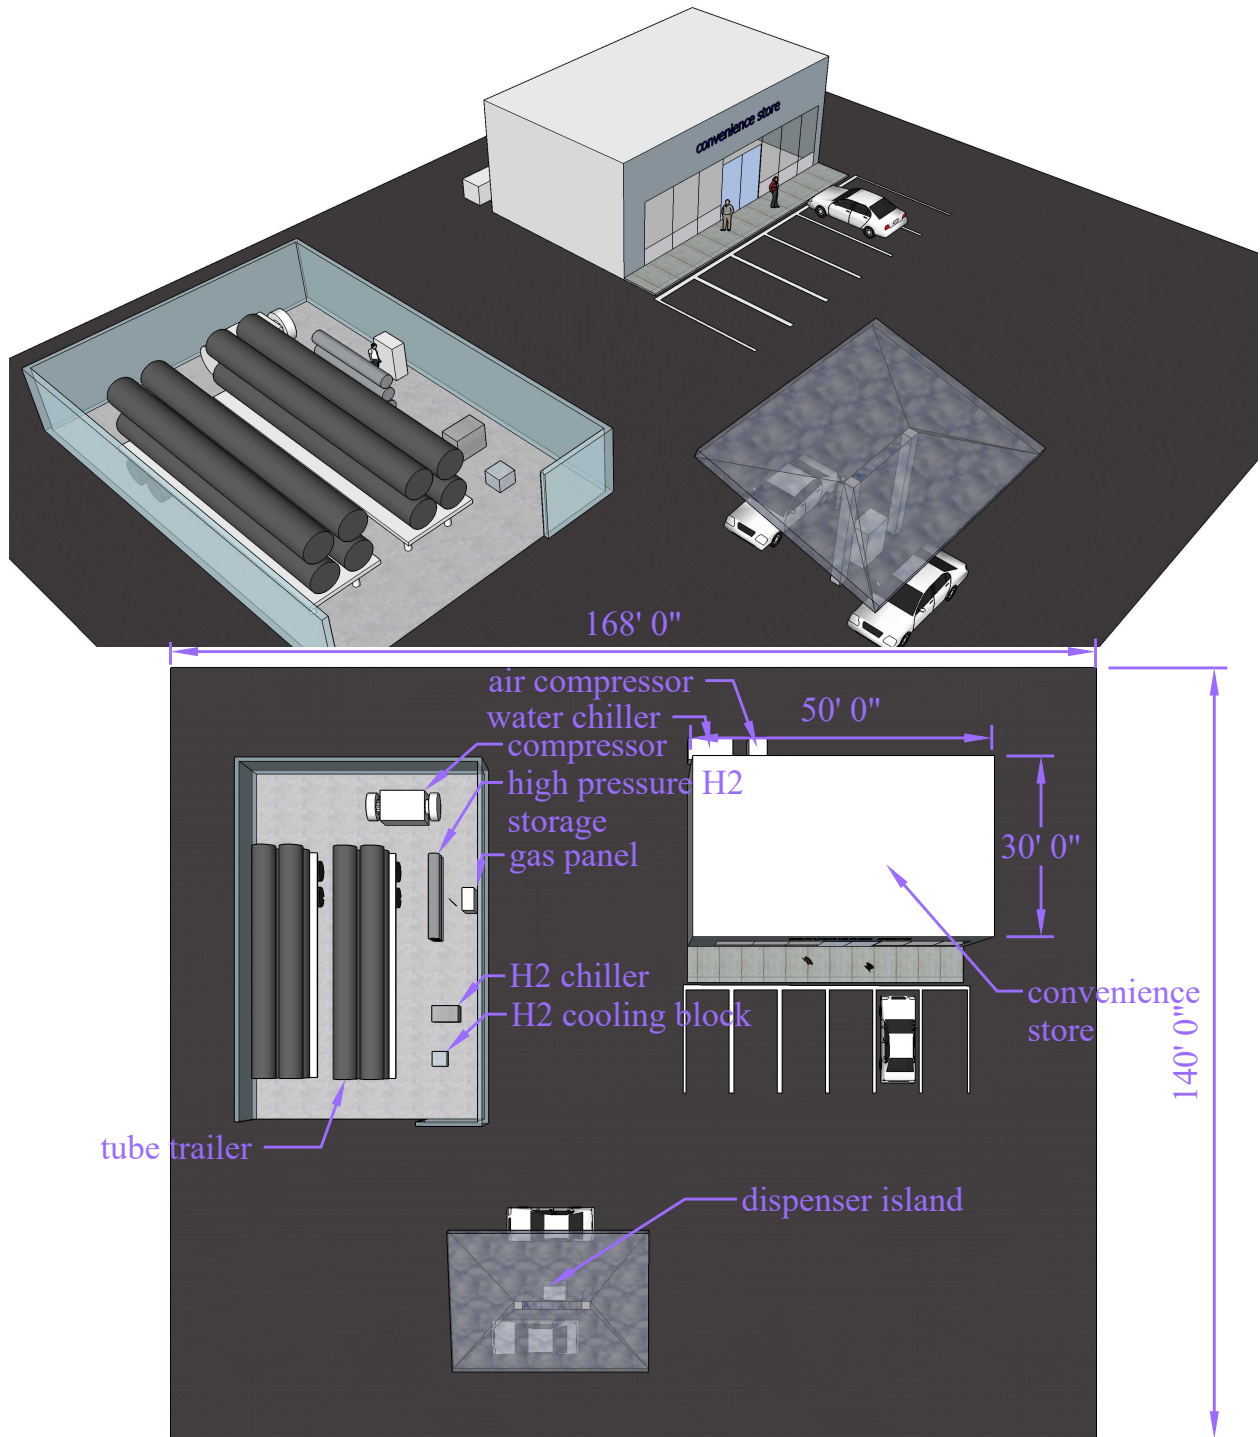 convenience store
168' 0"
air compressor
50' 0"
water chiller
compressor
high pressure H2
storage
30' 0"
gas panel
H2 chiller
convenience
H2 cooling block
store
140' 0"
tube trailer
dispenser island